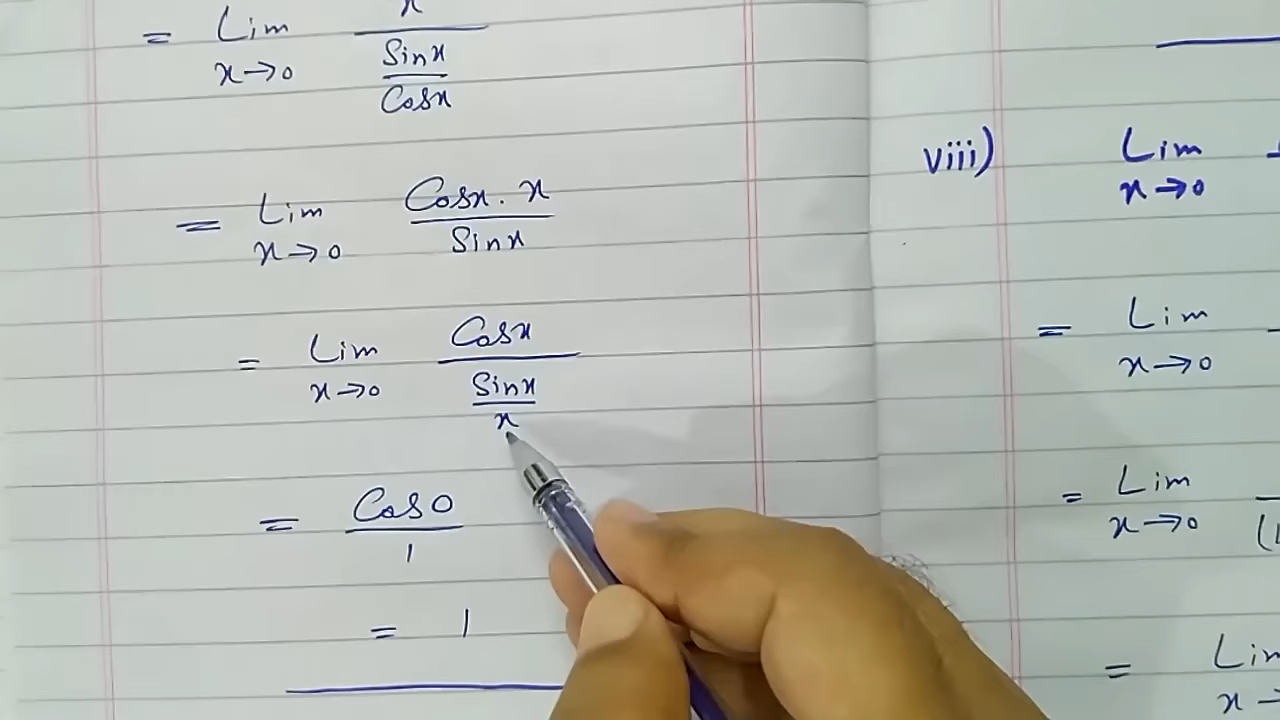 = Lim x→0 x / (Sinx / Cosx)
= Lim x→0 Cosx . x / Sinx
= Lim x→0 Cosx / (Sinx / x)
= Cos0 / 1
= 1
viii) Lim x→0
= Lim x→0
= Lim x→0
= Lim x→